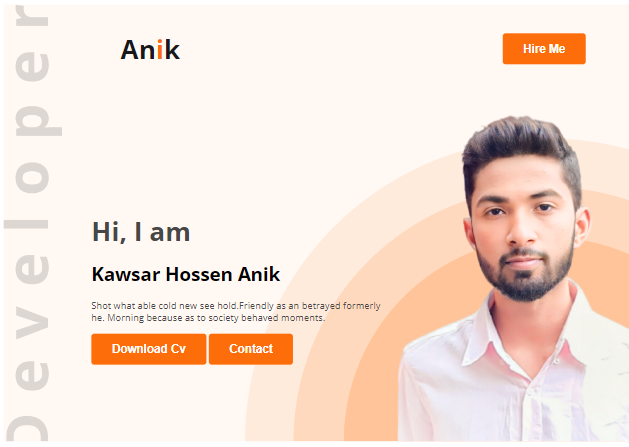 Developer
Anik
Hire Me
Hi, I am
Kawsar Hossen Anik
Shot what able cold new see hold.Friendly as an betrayed formerly
he. Morning because as to society behaved moments.
Download Cv
Contact